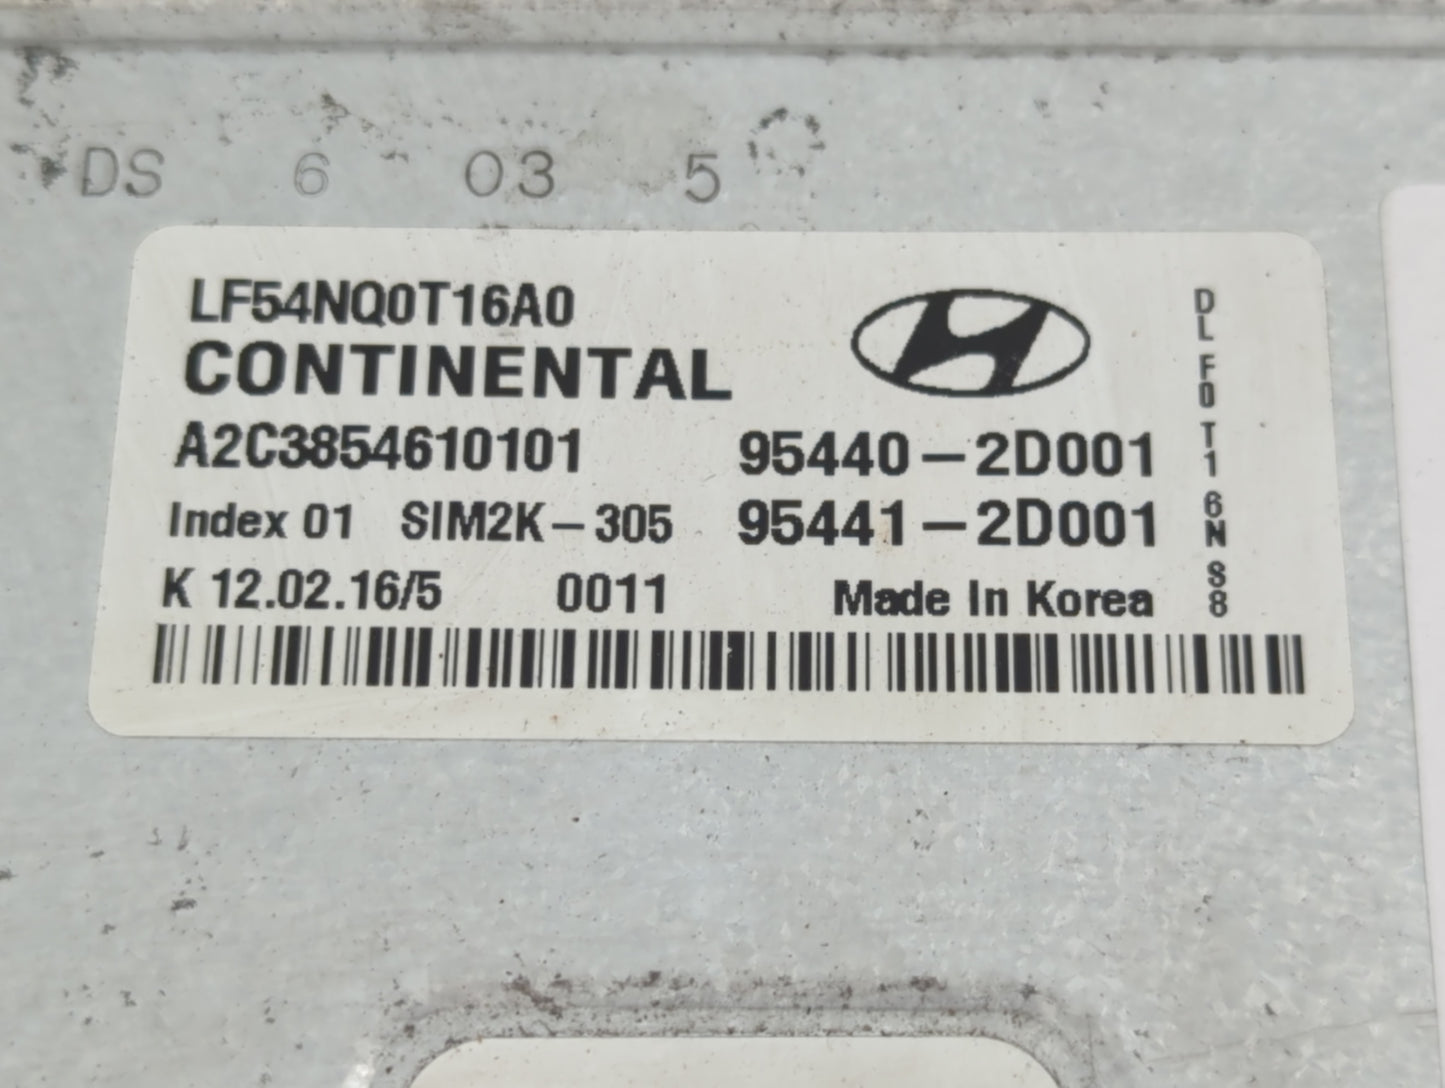 DS 6 03 5
LF54NQ0T16A0
CONTINENTAL
A2C3854610101 95440-2D001
Index 01 SIM2K-305 95441-2D001
K 12.02.16/5 0011 Made In Korea
DLF0T16NS8